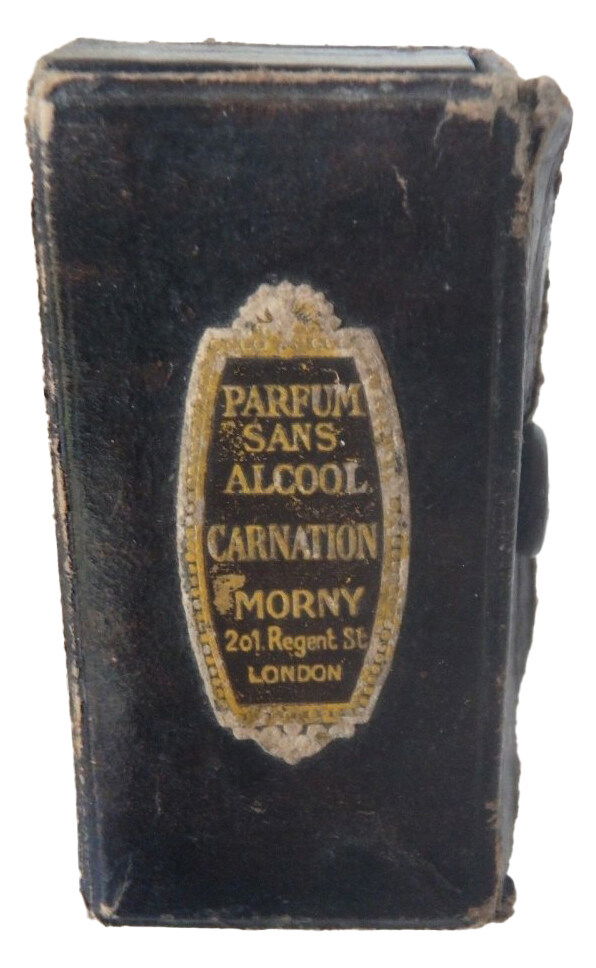 PARFUM
SANS
ALCOOL
CARNATION
MORNY
201. Regent St
LONDON